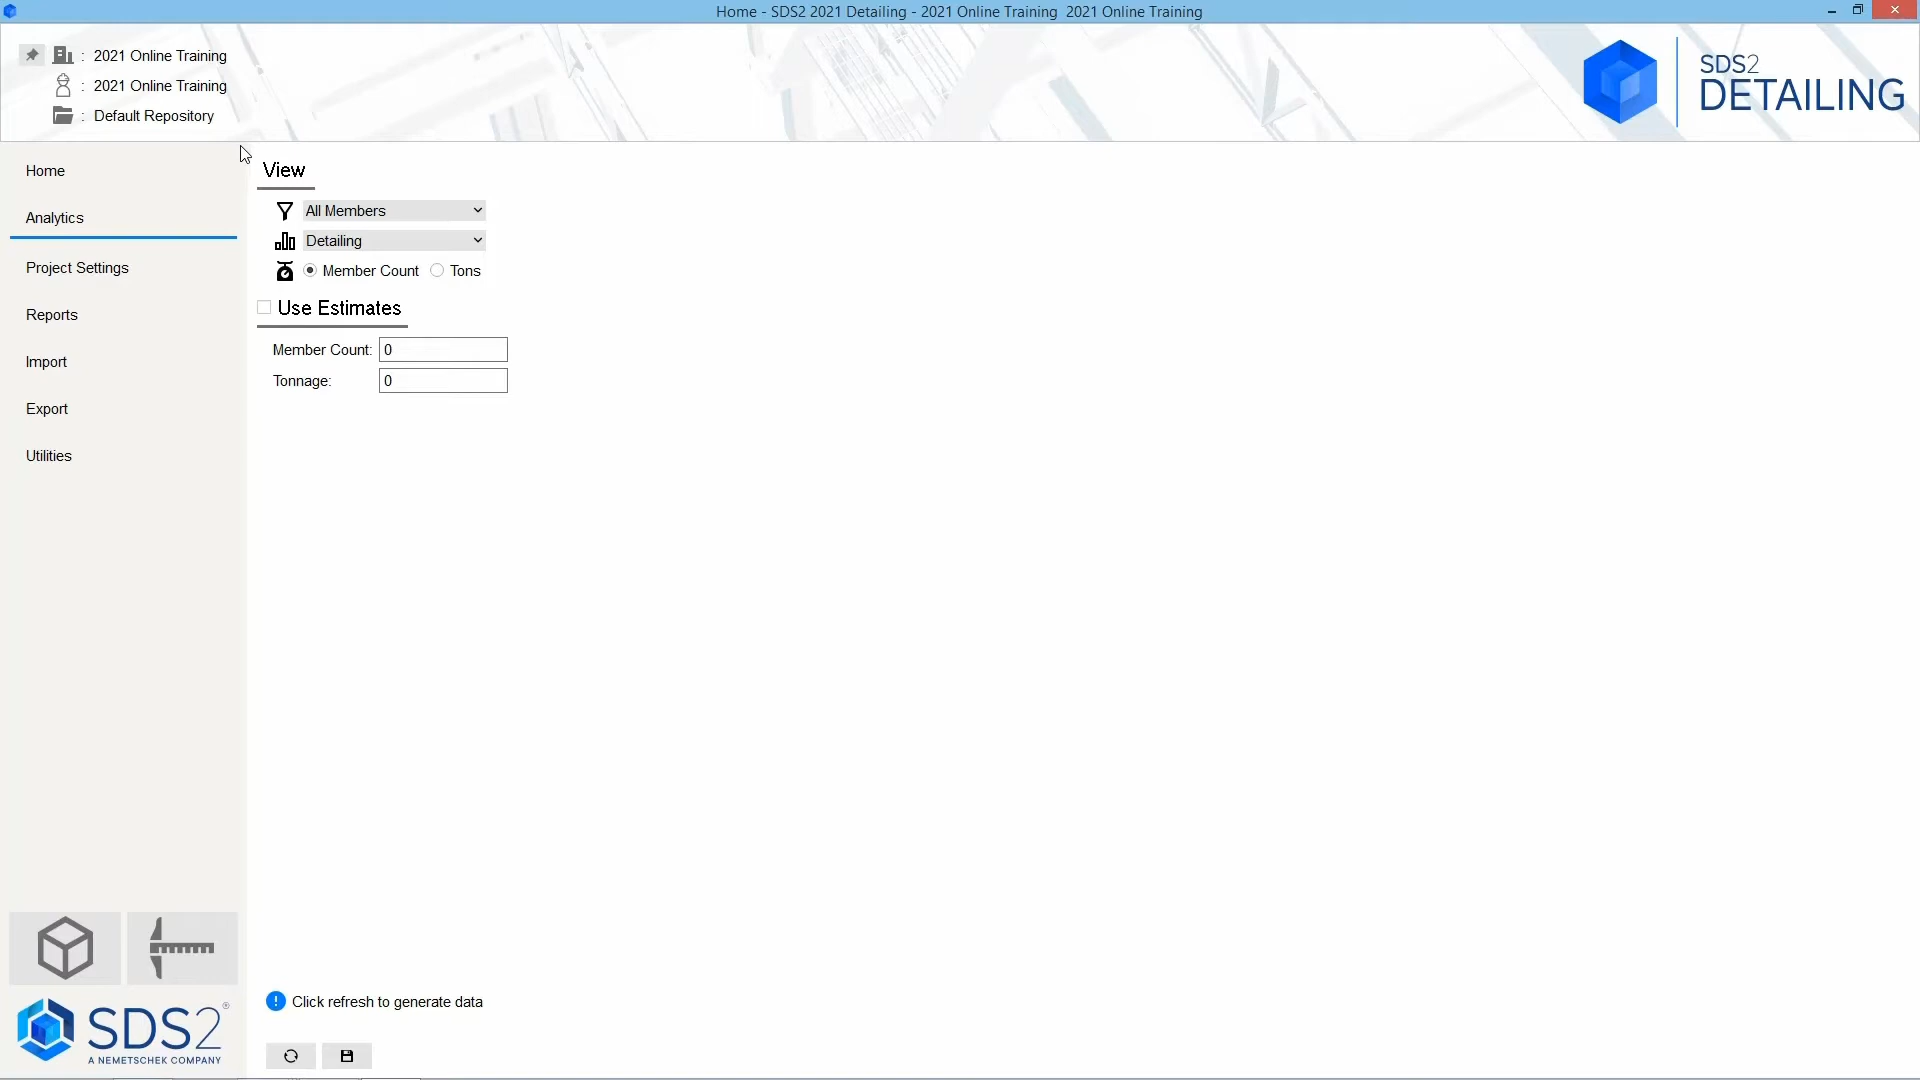 Home - SDS2 2021 Detailing - 2021 Online Training 2021 Online Training
: 2021 Online Training
: 2021 Online Training
: Default Repository
SDS2
DETAILING
Home
Analytics
Project Settings
Reports
Import
Export
Utilities
View
All Members
Detailing
Member Count Tons
Use Estimates
Member Count: 0
Tonnage: 0
! Click refresh to generate data
SDS2®
A NEMETSCHEK COMPANY